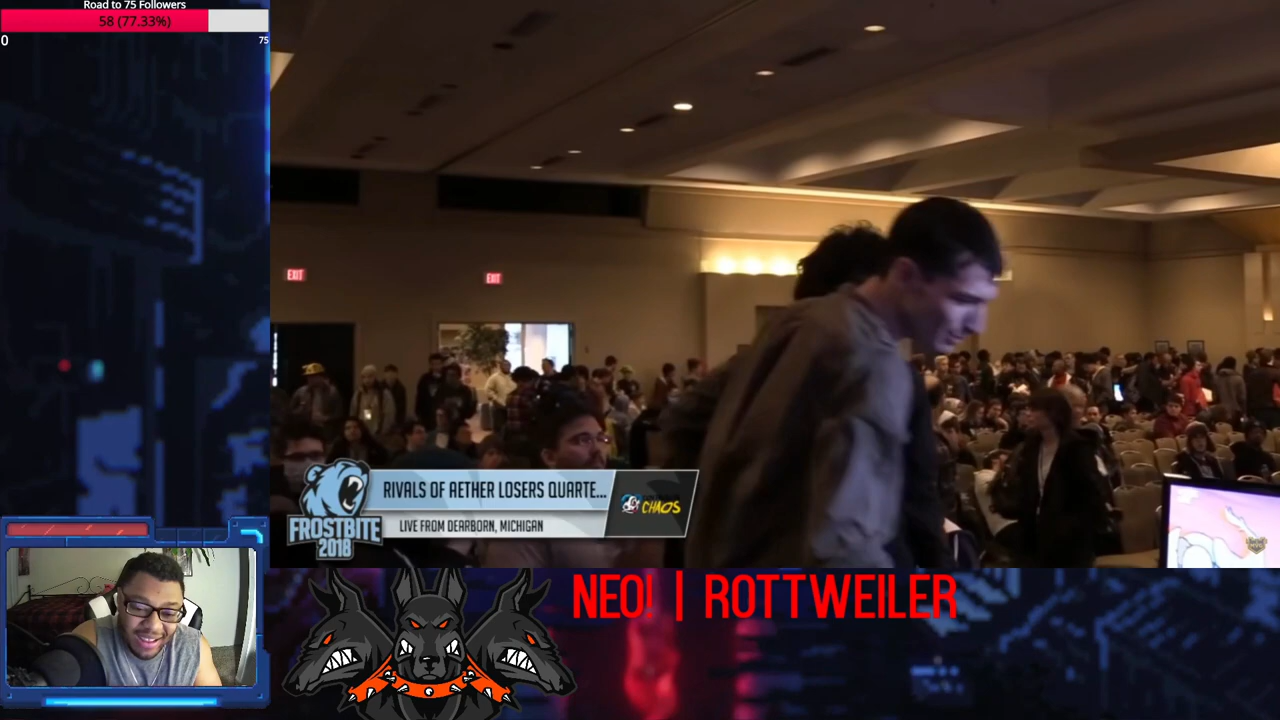 Road to 75 Followers
58 (77.33%)
0
75
EXIT
EXIT
RIVALS OF AETHER LOSERS QUARTE...
CHAOS
FROSTBITE
2018
LIVE FROM DEARBORN, MICHIGAN
NEO! | ROTTWEILER